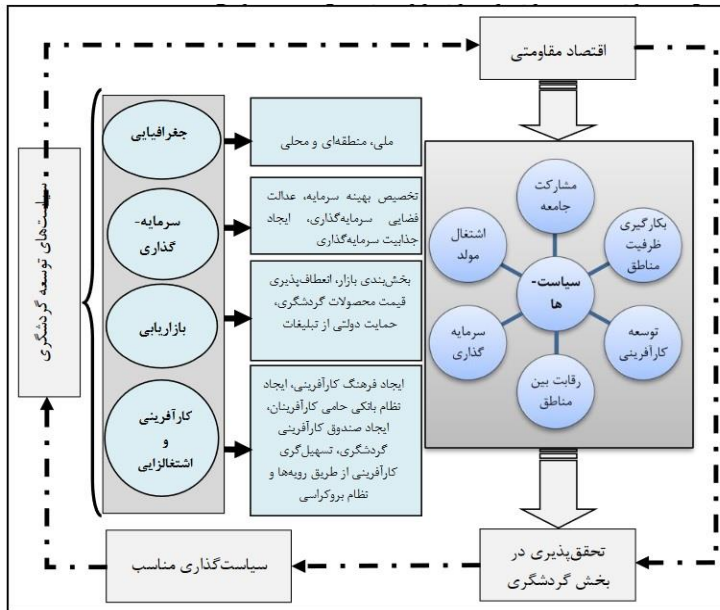 اقتصاد مقاومتی
سیاست-
ها
مشارکت
جامعه
بکارگیری
ظرفیت
مناطق
توسعه
کارآفرینی
رقابت بین
مناطق
سرمایه
گذاری
اشتغال
مولد
تحقق‌پذیری در
بخش گردشگری
سیاست‌گذاری مناسب
سیاست‌های توسعه گردشگری
جغرافیایی
ملی، منطقه‌ای و محلی
سرمایه-
گذاری
تخصیص بهینه سرمایه، عدالت
فضایی سرمایه‌گذاری، ایجاد
جذابیت سرمایه‌گذاری
بازاریابی
بخش‌بندی بازار، انعطاف‌پذیری
قیمت محصولات گردشگری،
حمایت دولتی از تبلیغات
کارآفرینی
و
اشتغالزایی
ایجاد فرهنگ کارآفرینی، ایجاد
نظام بانکی حامی کارآفرینان،
ایجاد صندوق کارآفرینی
گردشگری، تسهیل‌گری
کارآفرینی از طریق رویه‌ها و
نظام بروکراسی